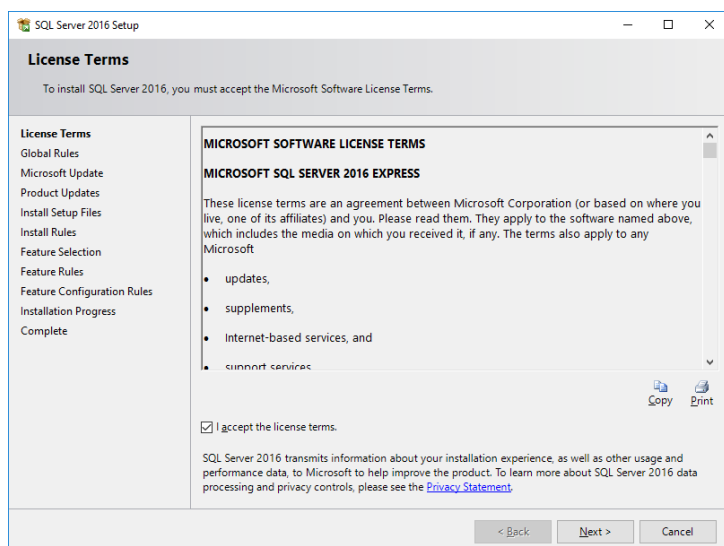 SQL Server 2016 Setup
License Terms
To install SQL Server 2016, you must accept the Microsoft Software License Terms.
License Terms
Global Rules
Microsoft Update
Product Updates
Install Setup Files
Install Rules
Feature Selection
Feature Rules
Feature Configuration Rules
Installation Progress
Complete
MICROSOFT SOFTWARE LICENSE TERMS
MICROSOFT SQL SERVER 2016 EXPRESS
These license terms are an agreement between Microsoft Corporation (or based on where you
live, one of its affiliates) and you. Please read them. They apply to the software named above,
which includes the media on which you received it, if any. The terms also apply to any
Microsoft
• updates,
• supplements,
• Internet-based services, and
• support services
Copy Print
I accept the license terms.
SQL Server 2016 transmits information about your installation experience, as well as other usage and
performance data, to Microsoft to help improve the product. To learn more about SQL Server 2016 data
processing and privacy controls, please see the Privacy Statement.
< Back Next > Cancel